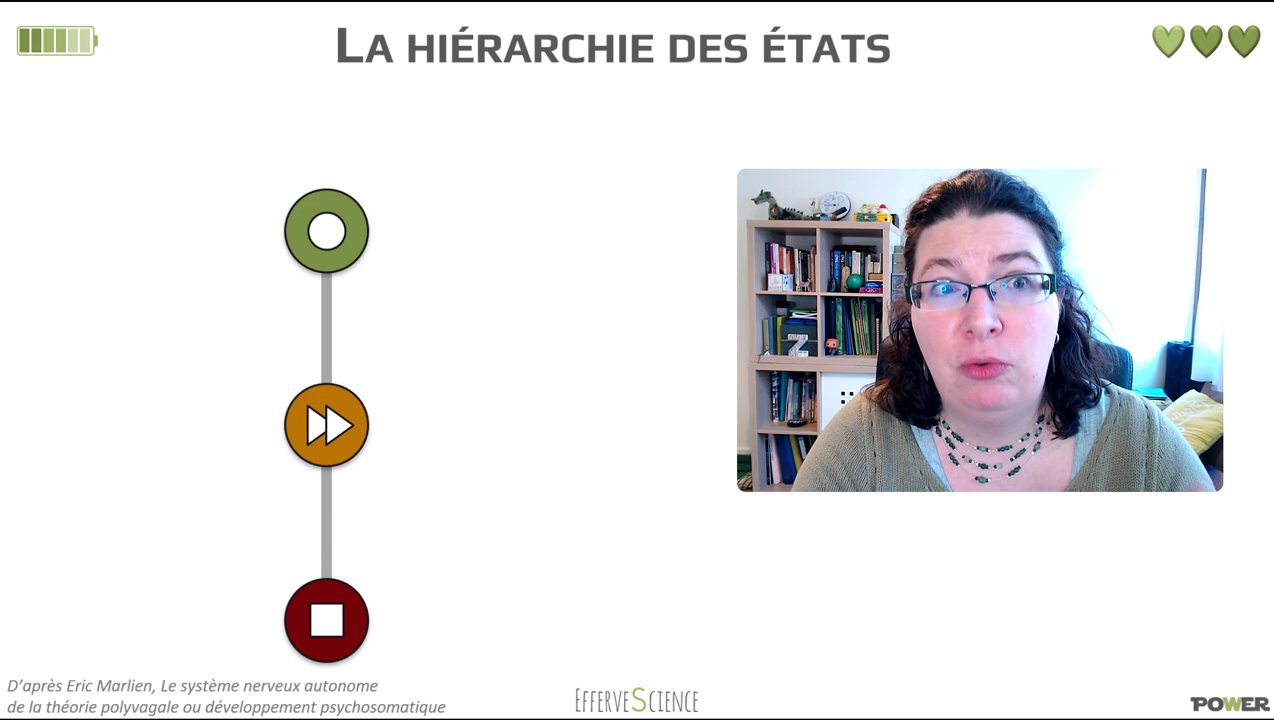 LA HIÉRARCHIE DES ÉTATS
Z
D'après Eric Marlien, Le système nerveux autonome
de la théorie polyvagale ou développement psychosomatique
EFFERVESCIENCE
POWER